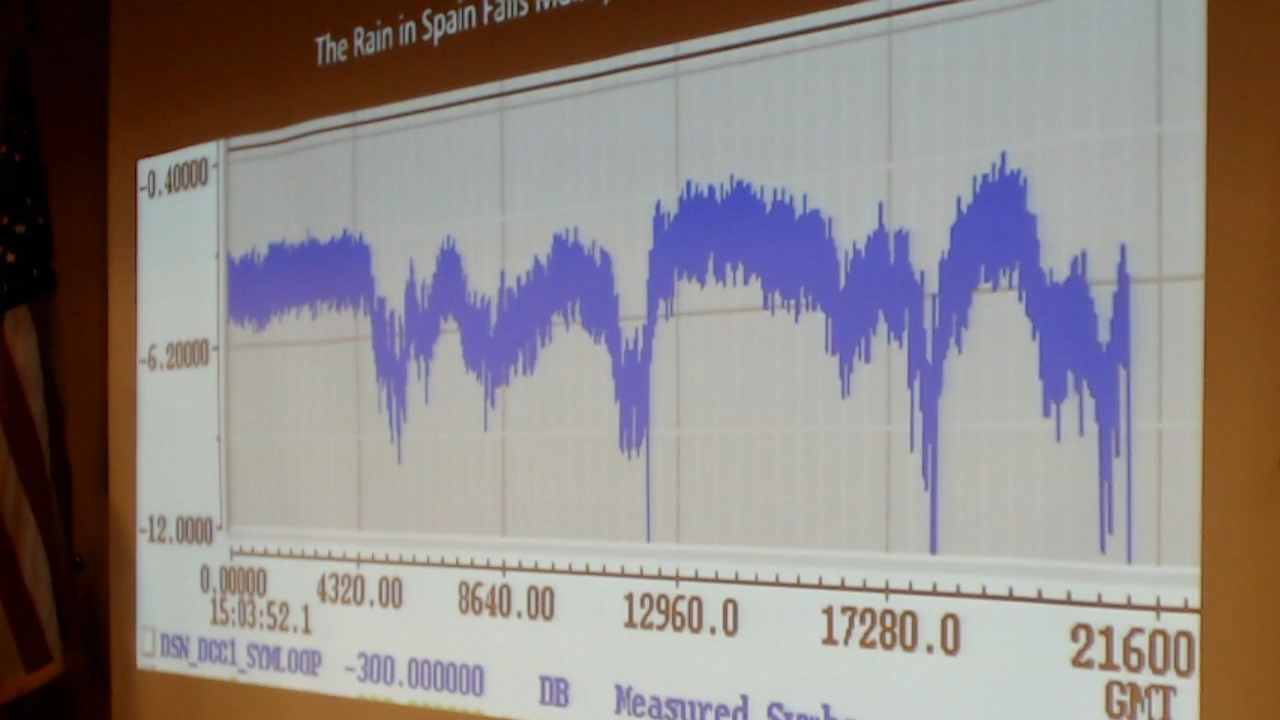 The Rain in Spain Falls
-0.40000
-6.20000
-12.0000
0.00000 4320.00 8640.00 12960.0 17280.0 21600
15:03:52.1 GMT
DSN_DCC1_SYMLOOP -300.000000 DB Measured